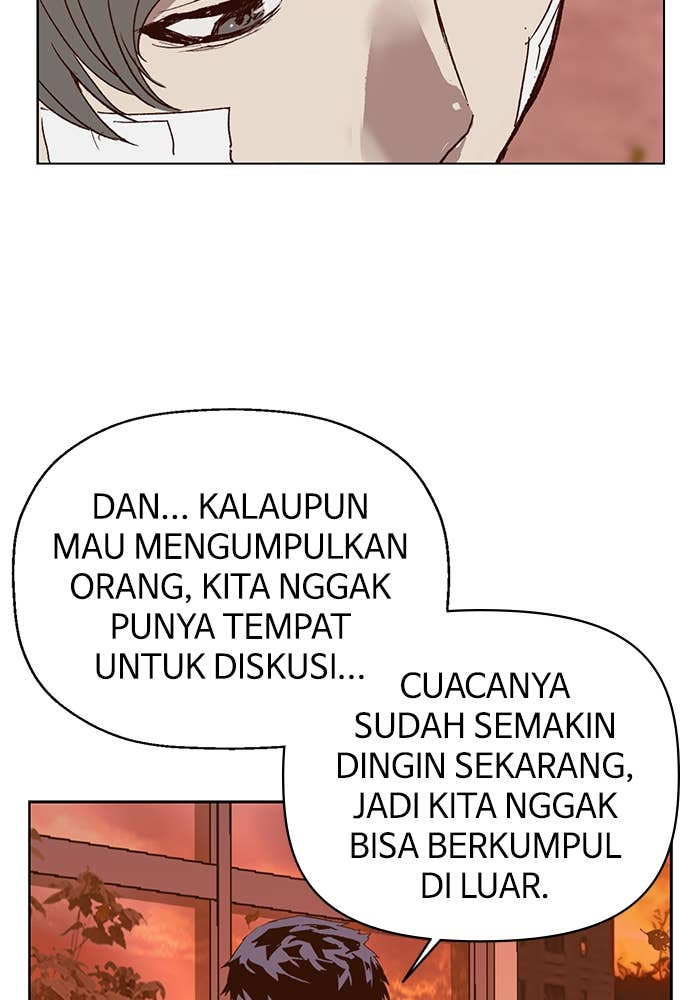 DAN... KALAUPUN
MAU MENGUMPULKAN
ORANG, KITA NGGAK
PUNYA TEMPAT
UNTUK DISKUSI...
CUACANYA
SUDAH SEMAKIN
DINGIN SEKARANG,
JADI KITA NGGAK
BISA BERKUMPUL
DI LUAR.